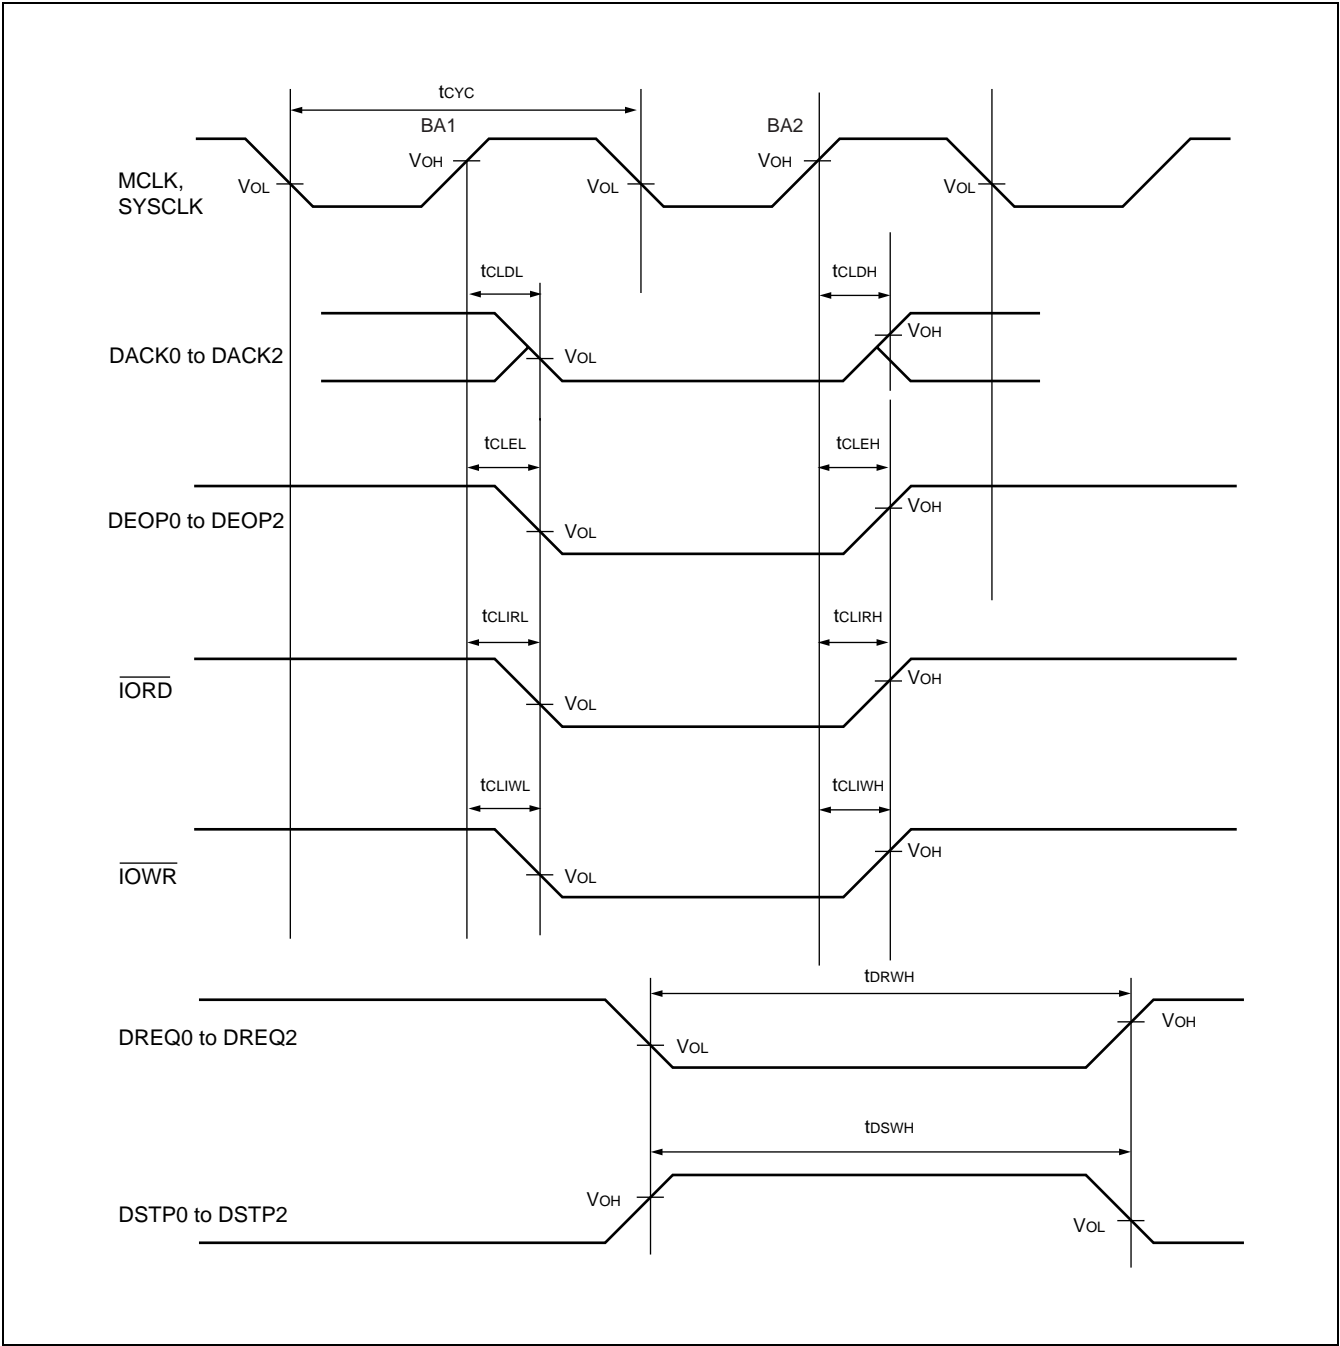 tCYC
BA1
BA2
MCLK,
SYSCLK
VOL
VOH
VOL
VOH
VOL
tCLDL
tCLDH
DACK0 to DACK2
VOL
VOH
tCLEL
tCLEH
DEOP0 to DEOP2
VOL
VOH
tCLIRL
tCLIRH
IORD
VOL
VOH
tCLIWL
tCLIWH
IOWR
VOL
VOH
tDRWH
DREQ0 to DREQ2
VOL
VOH
tDSWH
DSTP0 to DSTP2
VOH
VOL